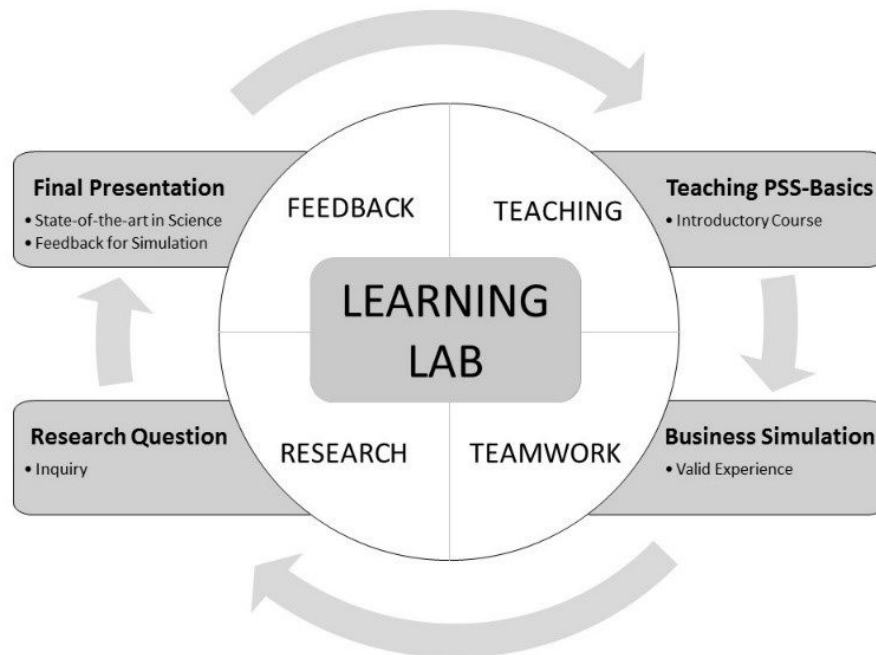 Final Presentation
• State-of-the-art in Science
• Feedback for Simulation
FEEDBACK
TEACHING
Teaching PSS-Basics
• Introductory Course
LEARNING
LAB
Research Question
• Inquiry
RESEARCH
TEAMWORK
Business Simulation
• Valid Experience